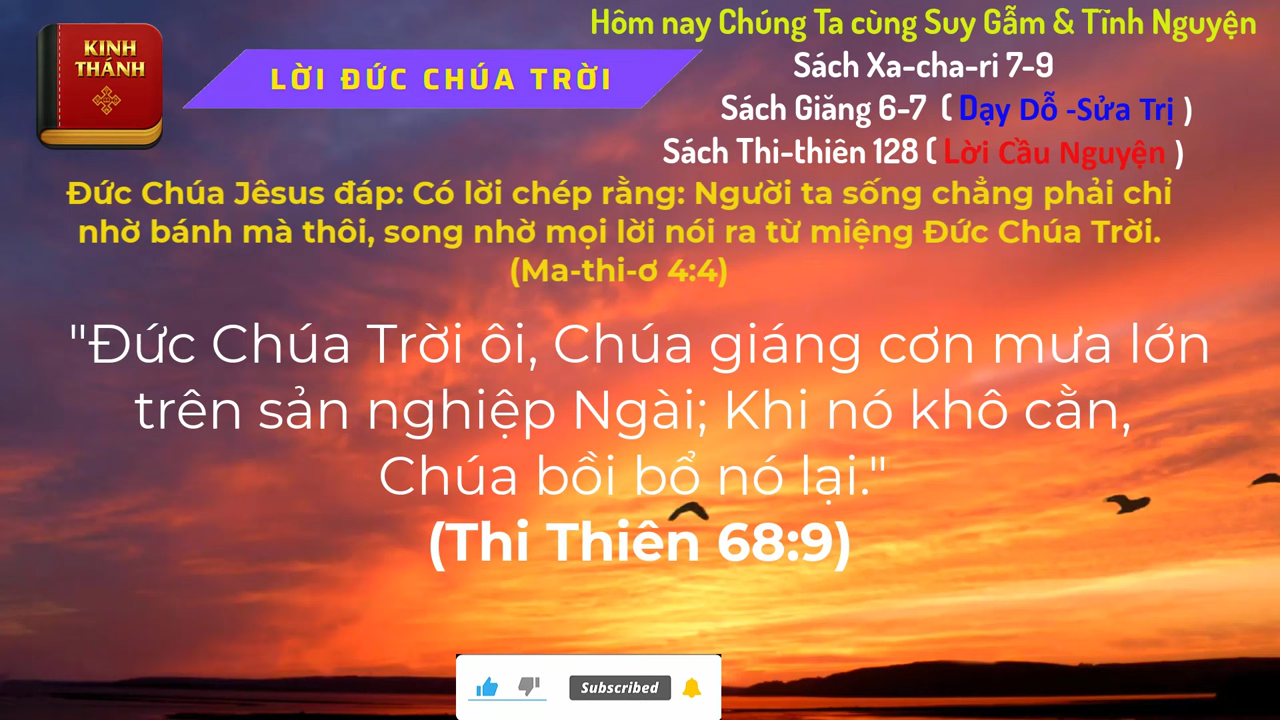 KINH
THÁNH
LỜI ĐỨC CHÚA TRỜI
Hôm nay Chúng Ta cùng Suy Gẫm & Tĩnh Nguyện
Sách Xa-cha-ri 7-9
Sách Giăng 6-7 ( Dạy Dỗ -Sửa Trị )
Sách Thi-thiên 128 ( Lời Cầu Nguyện )
Đức Chúa Jêsus đáp: Có lời chép rằng: Người ta sống chẳng phải chỉ
nhờ bánh mà thôi, song nhờ mọi lời nói ra từ miệng Đức Chúa Trời.
(Ma-thi-ơ 4:4)
"Đức Chúa Trời ôi, Chúa giáng cơn mưa lớn
trên sản nghiệp Ngài; Khi nó khô cằn,
Chúa bồi bổ nó lại."
(Thi Thiên 68:9)
Subscribed